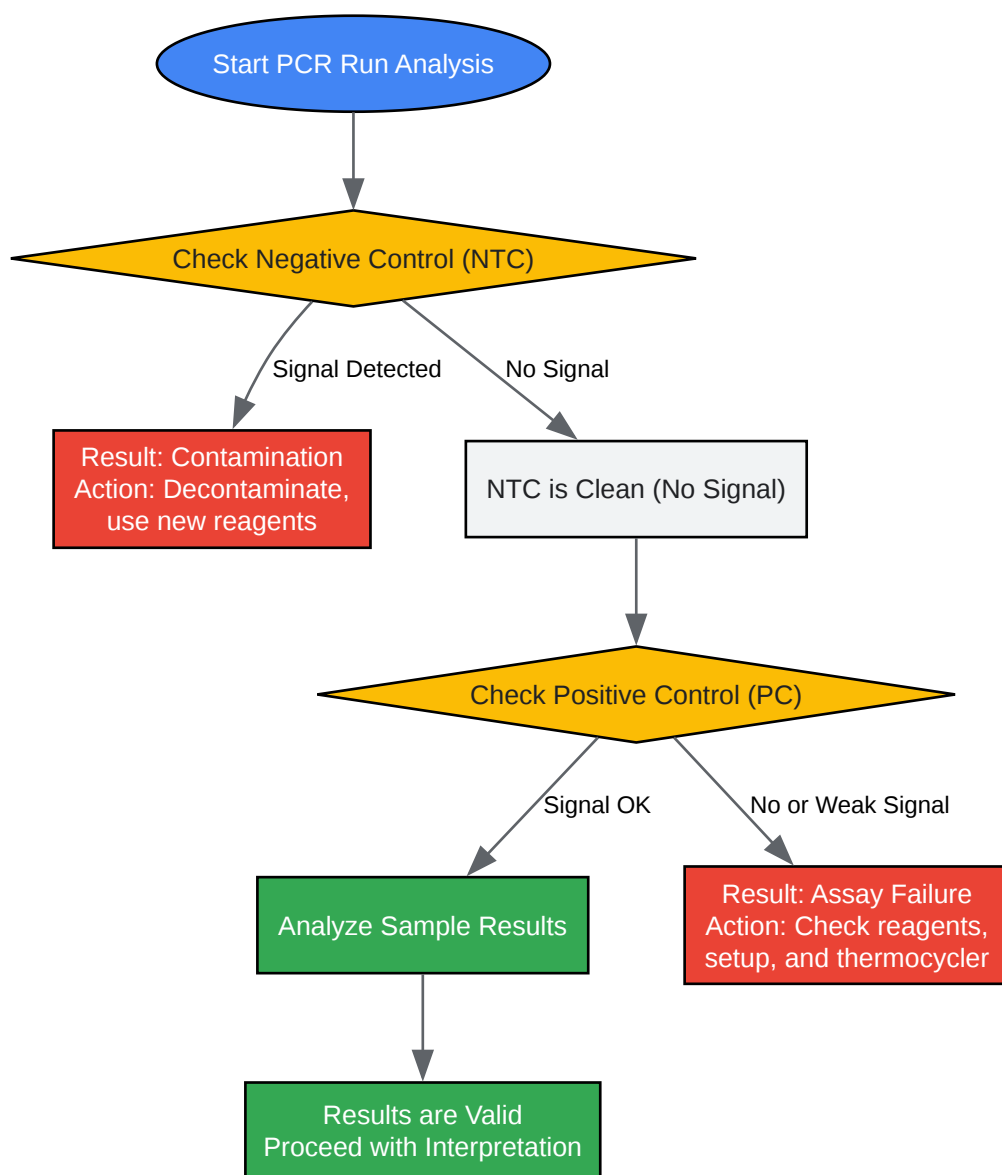 Start PCR Run Analysis
Check Negative Control (NTC)
Signal Detected
No Signal
Result: Contamination
Action: Decontaminate,
use new reagents
NTC is Clean (No Signal)
Check Positive Control (PC)
Signal OK
No or Weak Signal
Analyze Sample Results
Result: Assay Failure
Action: Check reagents,
setup, and thermocycler
Results are Valid
Proceed with Interpretation